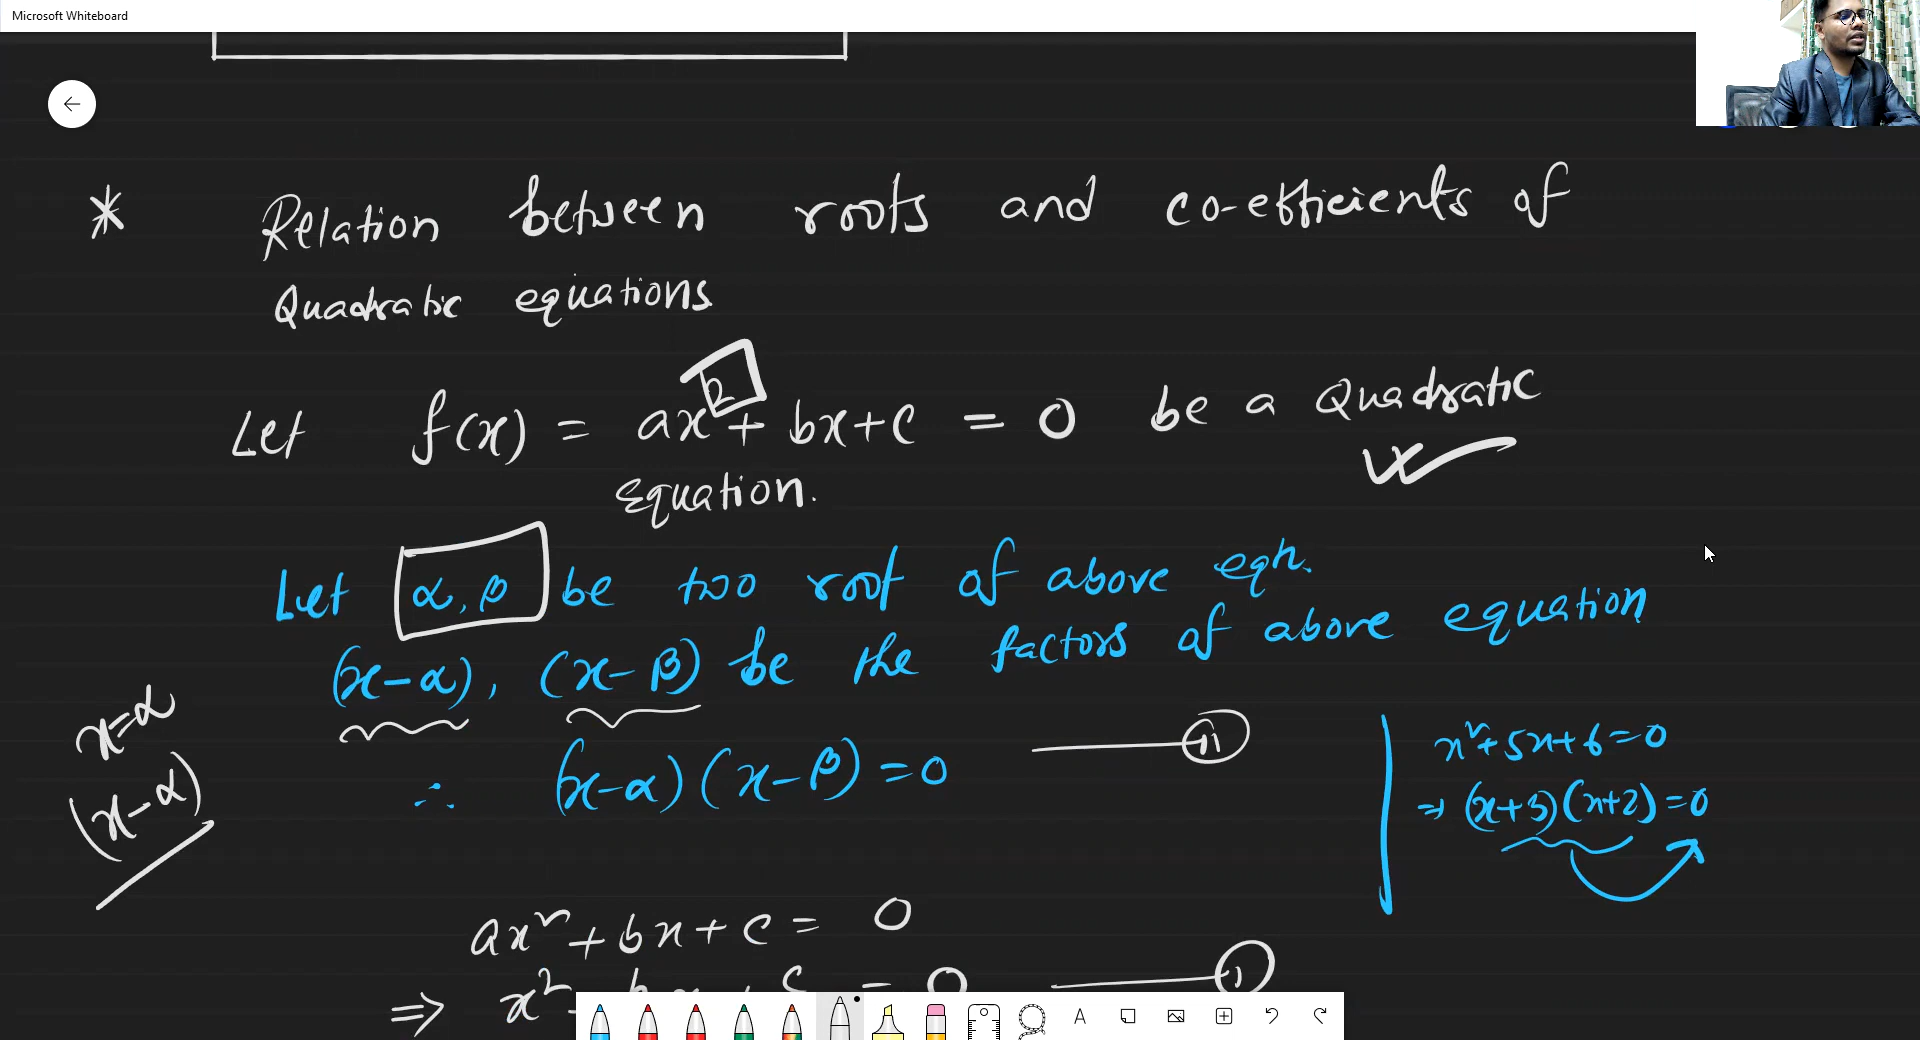 Microsoft Whiteboard
* Relation between roots and co-efficients of
Quadratic equations
Let f(x) = ax² + bx + c = 0 be a Quadratic
Equation.
Let α, β be two root of above eqn.
(x-α), (x-β) be the factors of above equation
x=α
(x-α)
∴ (x-α)(x-β) = 0 —— (11)
x²+5x+6=0
⇒ (x+3)(x+2)=0
ax² + bx + c = 0
⇒ x²
A